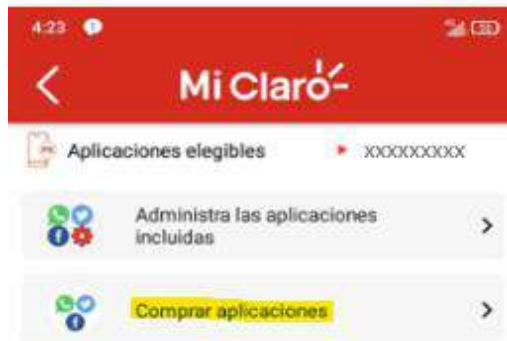 4:23
Mi Claro
Aplicaciones elegibles XXXXXXXXX
Administra las aplicaciones
incluidas
Comprar aplicaciones